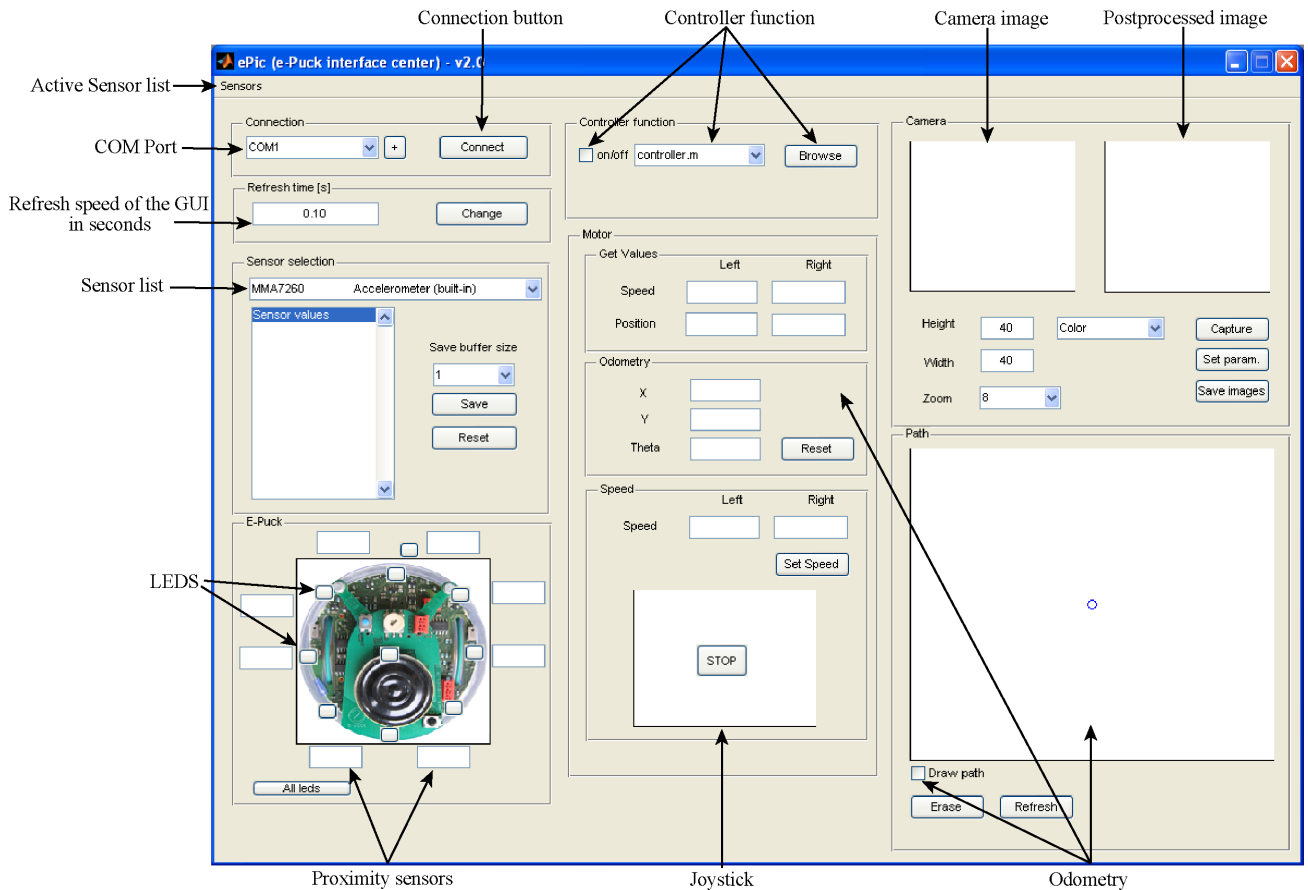 Connection button
Controller function
Camera image
Postprocessed image
ePic (e-Puck interface center) - v2.0
Active Sensor list
Sensors
Connection
COM Port
COM1
+
Connect
Refresh time [s]
Refresh speed of the GUI
in seconds
0.10
Change
Sensor selection
Sensor list
MMA7260 Accelerometer (built-in)
Sensor values
Save buffer size
1
Save
Reset
E-Puck
LEDS
All leds
Proximity sensors
Controller function
on/off
controller.m
Browse
Motor
Get Values
Left Right
Speed
Position
Odometry
X
Y
Theta
Reset
Speed
Left Right
Speed
Set Speed
STOP
Joystick
Camera
Height 40 Color Capture
Width 40 Set param.
Zoom 8 Save images
Path
Draw path
Erase Refresh
Odometry